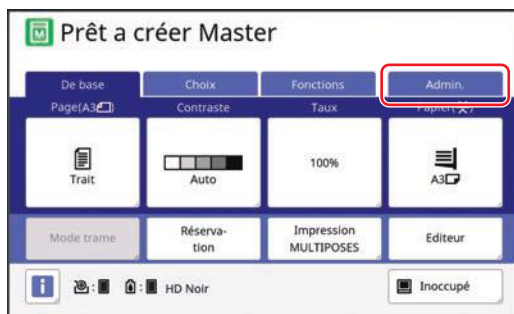 Prêt a créer Master
De base
Choix
Fonctions
Admin.
Page(A3)
Contraste
Taux
Papier( )
Trait
Auto
100%
A3
Mode trame
Réserva-
tion
Impression
MULTIPOSES
Editeur
i
HD Noir
Inoccupé